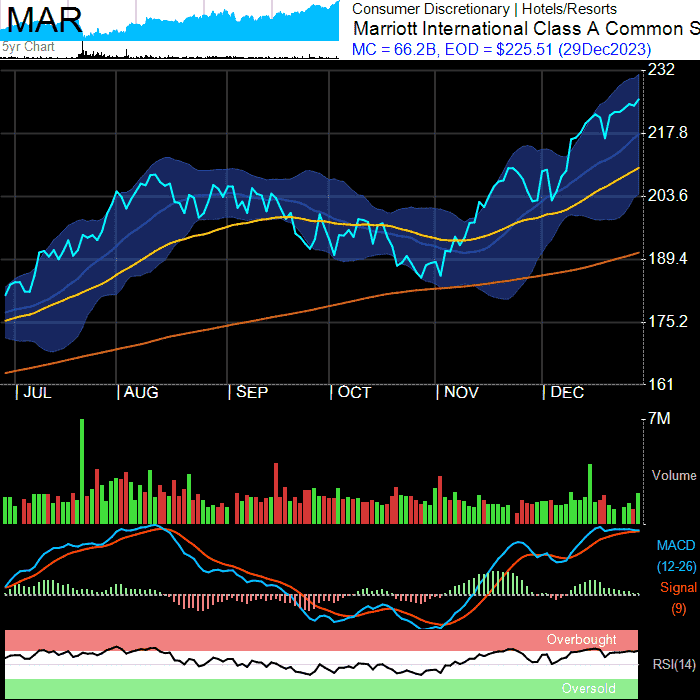 MAR
5yr Chart
Consumer Discretionary | Hotels/Resorts
Marriott International Class A Common S
MC = 66.2B, EOD = $225.51 (29Dec2023)
232
217.8
203.6
189.4
175.2
161
JUL AUG SEP OCT NOV DEC
7M
Volume
MACD
(12-26)
Signal
(9)
Overbought
RSI(14)
Oversold